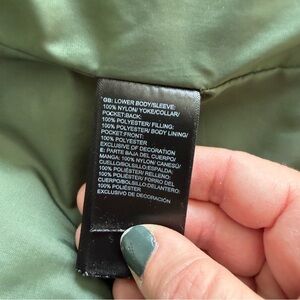 GB: LOWER BODY/SLEEVE:
100% NYLON/ YOKE/COLLAR/
POCKET:BACK:
100% POLYESTER/ FILLING:
100% POLYESTER/ BODY LINING/
POCKET:FRONT:
100% POLYESTER
EXCLUSIVE OF DECORATION
E: PARTE BAJA DEL CUERPO/
MANGA: 100% NYLON/ CANESÚ/
CUELLO/BOLSILLO:ESPALDA:
100% POLIÉSTER/ RELLENO:
100% POLIÉSTER/ FORRO DEL
CUERPO/BOLSILLO:DELANTERO:
100% POLIÉSTER
EXCLUSIVO DE DECORACIÓN